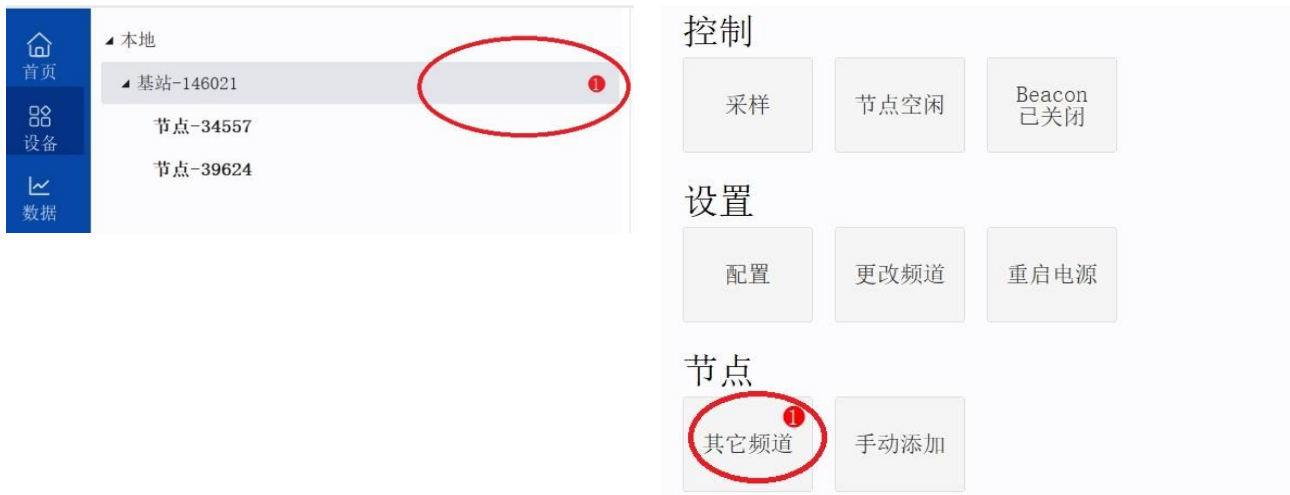 首页
设备
数据
本地
基站-146021
1
节点-34557
节点-39624
控制
采样
节点空闲
Beacon
已关闭
设置
配置
更改频道
重启电源
节点
1
其它频道
手动添加